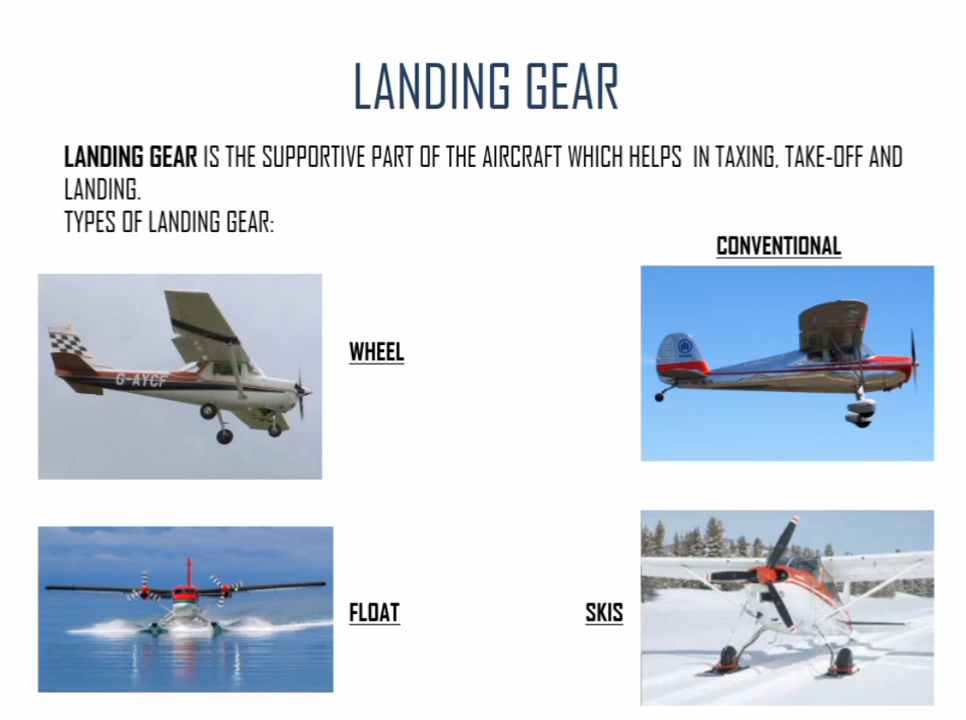 LANDING GEAR
LANDING GEAR IS THE SUPPORTIVE PART OF THE AIRCRAFT WHICH HELPS IN TAXING, TAKE-OFF AND
LANDING.
TYPES OF LANDING GEAR:
CONVENTIONAL
WHEEL
G-AYCF
FLOAT
SKIS